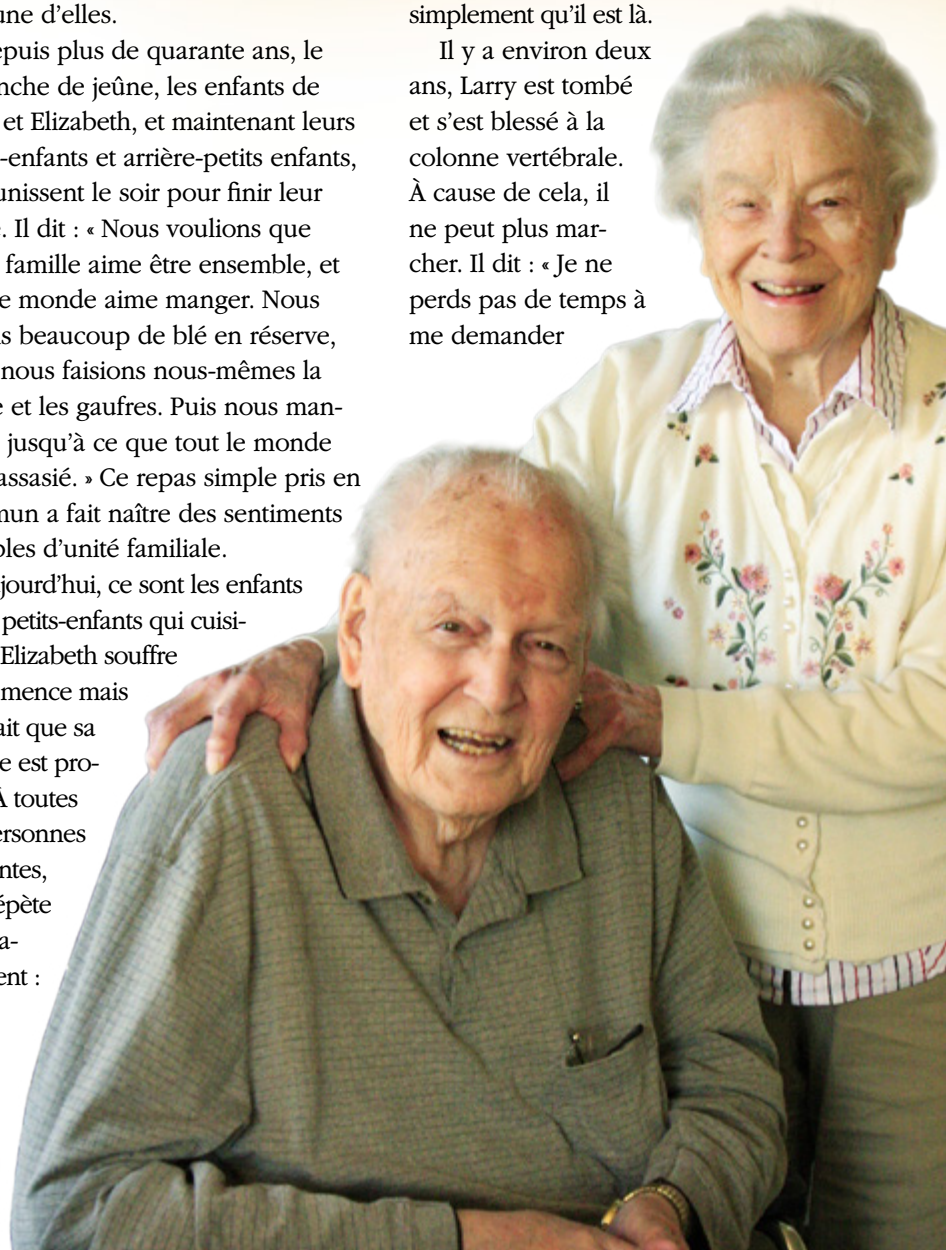 une d’elles.
epuis plus de quarante ans, le
nche de jeûne, les enfants de
et Elizabeth, et maintenant leurs
-enfants et arrière-petits enfants,
unissent le soir pour finir leur
. Il dit : « Nous voulions que
famille aime être ensemble, et
e monde aime manger. Nous
s beaucoup de blé en réserve,
nous faisions nous-mêmes la
e et les gaufres. Puis nous man-
jusqu’à ce que tout le monde
assasié. » Ce repas simple pris en
mun a fait naître des sentiments
bles d’unité familiale.
jourd’hui, ce sont les enfants
petits-enfants qui cuisi-
Elizabeth souffre
mence mais
ait que sa
e est pro-
À toutes
ersonnes
ntes,
épète
a-
ent :
simplement qu’il est là.
Il y a environ deux
ans, Larry est tombé
et s’est blessé à la
colonne vertébrale.
À cause de cela, il
ne peut plus mar-
cher. Il dit : « Je ne
perds pas de temps à
me demander